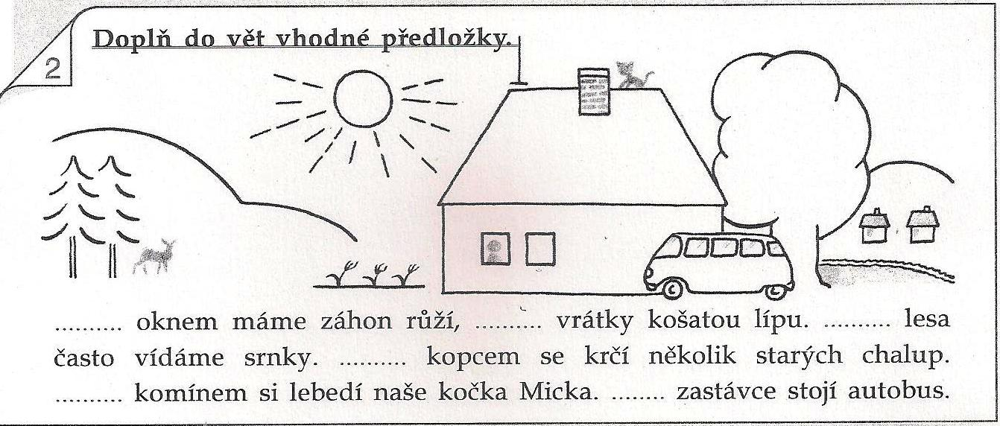 Doplň do vět vhodné předložky.
2
.......... oknem máme záhon růží, .......... vrátky košatou lípu. .......... lesa
často vídáme srnky. .......... kopcem se krčí několik starých chalup.
.......... komínem si lebedí naše kočka Micka. ........ zastávce stojí autobus.